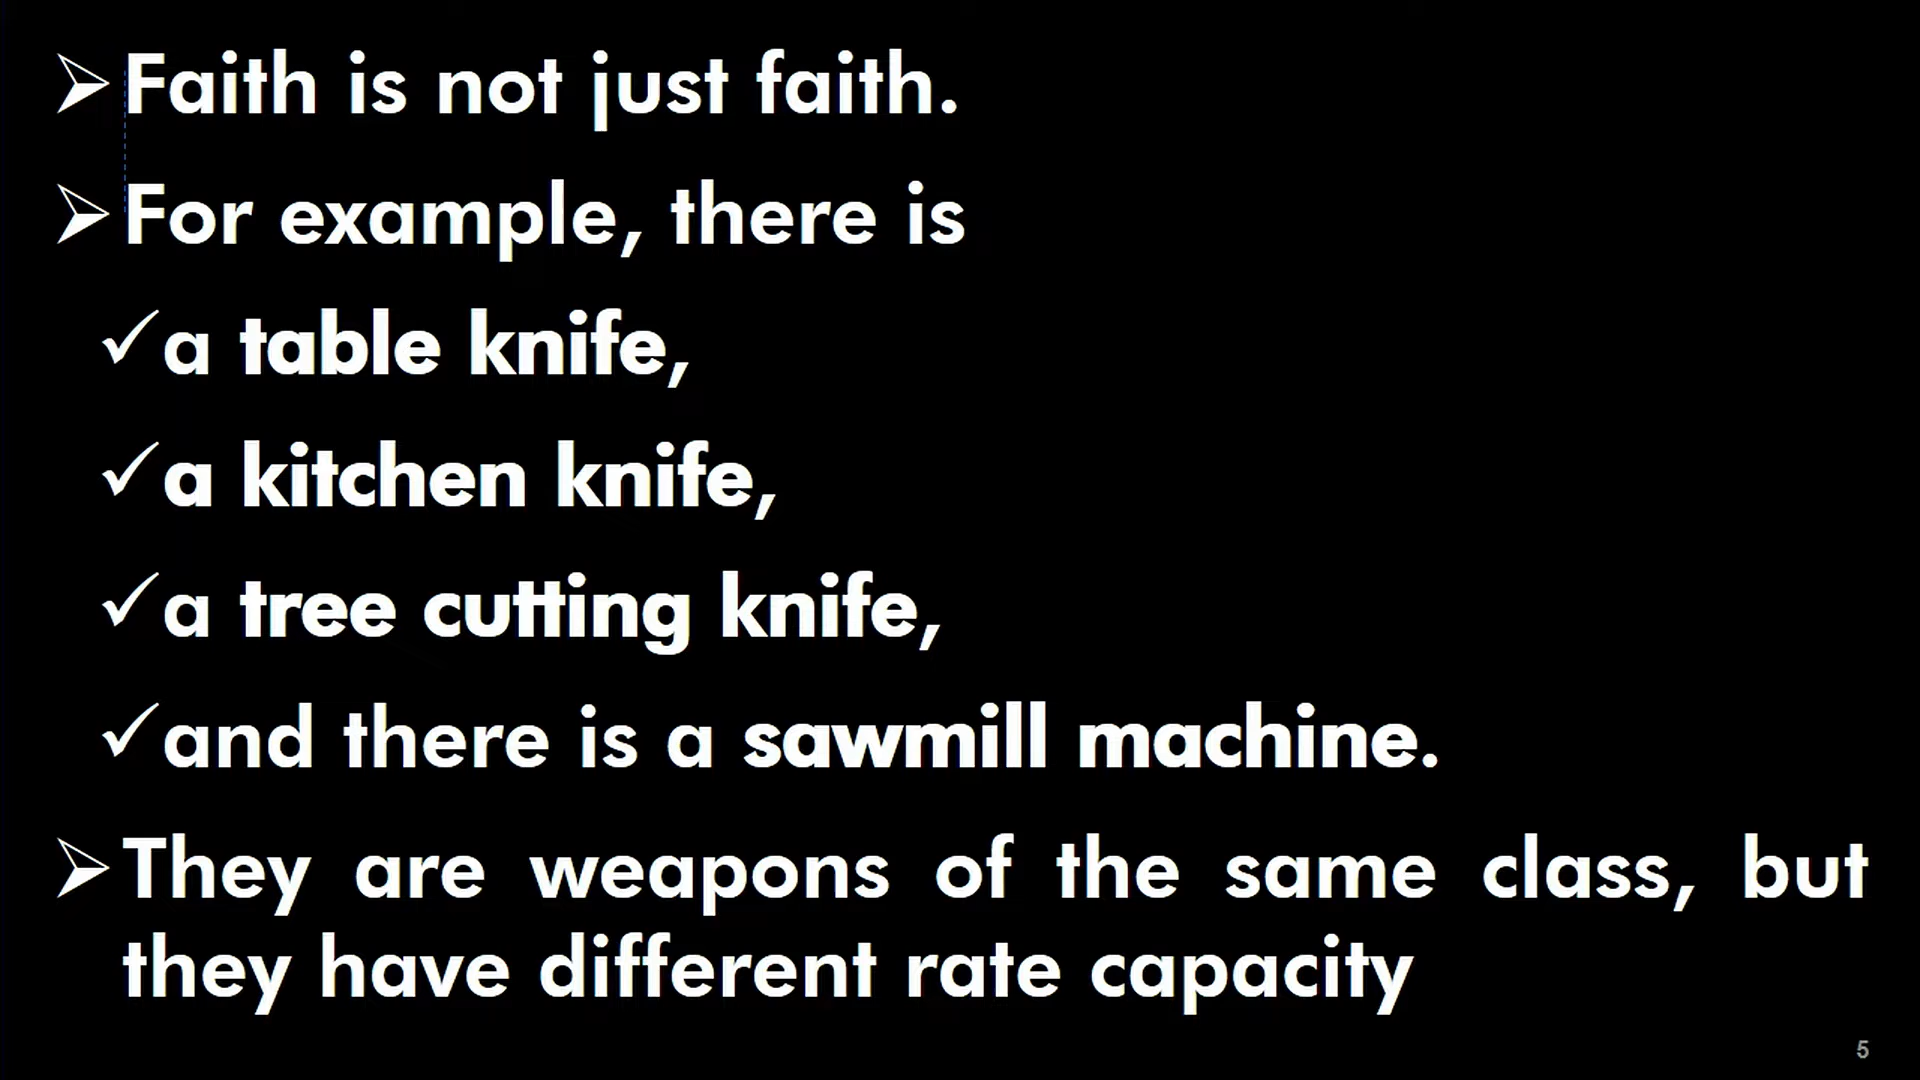 ➢Faith is not just faith.
➢For example, there is
✓a table knife,
✓a kitchen knife,
✓a tree cutting knife,
✓and there is a sawmill machine.
➢They are weapons of the same class, but
they have different rate capacity
5